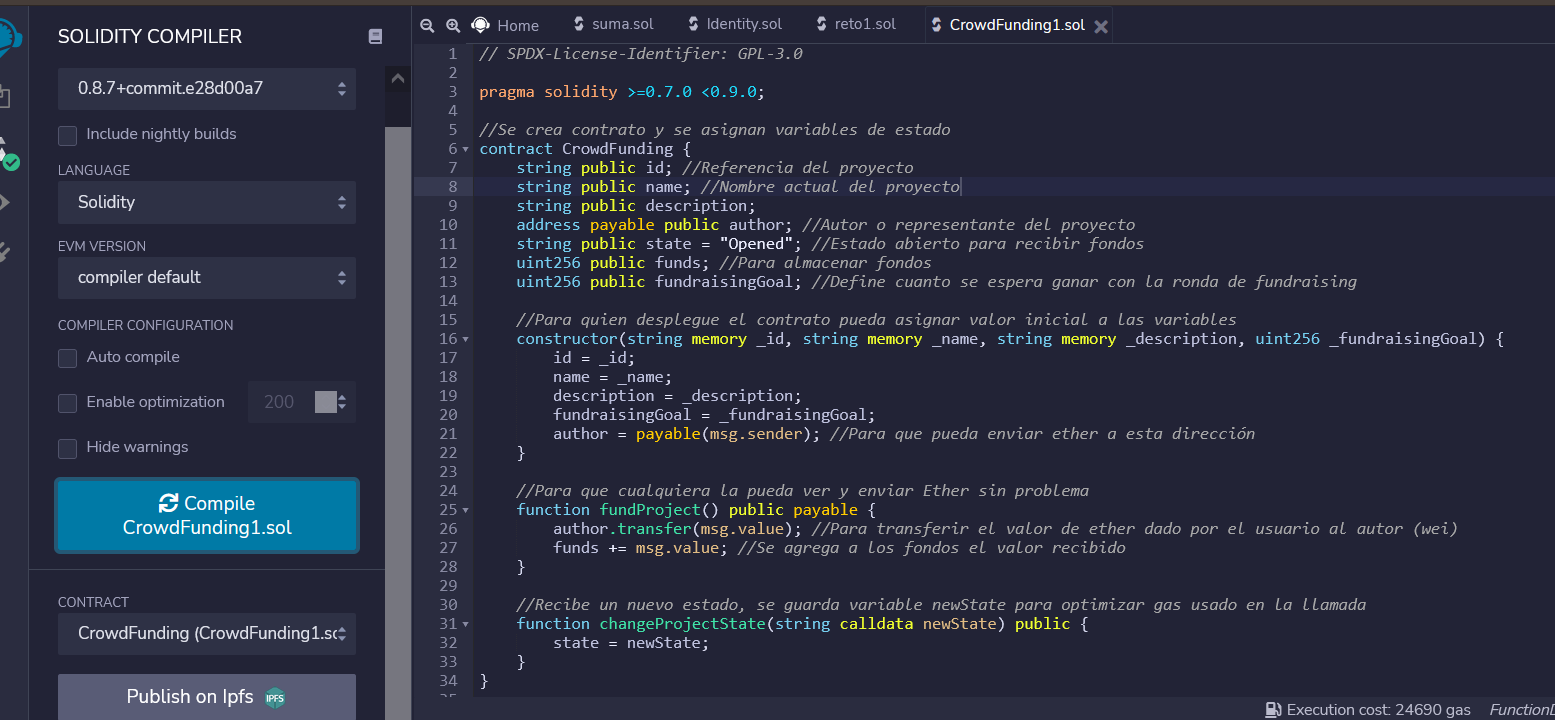 SOLIDITY COMPILER
0.8.7+commit.e28d00a7
Include nightly builds
LANGUAGE
Solidity
EVM VERSION
compiler default
COMPILER CONFIGURATION
Auto compile
Enable optimization 200
Hide warnings
Compile
CrowdFunding1.sol
CONTRACT
CrowdFunding (CrowdFunding1.sc
Publish on Ipfs IPFS
Home suma.sol Identity.sol reto1.sol CrowdFunding1.sol
1 // SPDX-License-Identifier: GPL-3.0
2
3 pragma solidity >=0.7.0 <0.9.0;
4
5 //Se crea contrato y se asignan variables de estado
6 contract CrowdFunding {
7 string public id; //Referencia del proyecto
8 string public name; //Nombre actual del proyecto
9 string public description;
10 address payable public author; //Autor o representante del proyecto
11 string public state = "Opened"; //Estado abierto para recibir fondos
12 uint256 public funds; //Para almacenar fondos
13 uint256 public fundraisingGoal; //Define cuanto se espera ganar con la ronda de fundraising
14
15 //Para quien desplegue el contrato pueda asignar valor inicial a las variables
16 constructor(string memory _id, string memory _name, string memory _description, uint256 _fundraisingGoal) {
17 id = _id;
18 name = _name;
19 description = _description;
20 fundraisingGoal = _fundraisingGoal;
21 author = payable(msg.sender); //Para que pueda enviar ether a esta dirección
22 }
23
24 //Para que cualquiera la pueda ver y enviar Ether sin problema
25 function fundProject() public payable {
26 author.transfer(msg.value); //Para transferir el valor de ether dado por el usuario al autor (wei)
27 funds += msg.value; //Se agrega a los fondos el valor recibido
28 }
29
30 //Recibe un nuevo estado, se guarda variable newState para optimizar gas usado en la llamada
31 function changeProjectState(string calldata newState) public {
32 state = newState;
33 }
34 }
Execution cost: 24690 gas